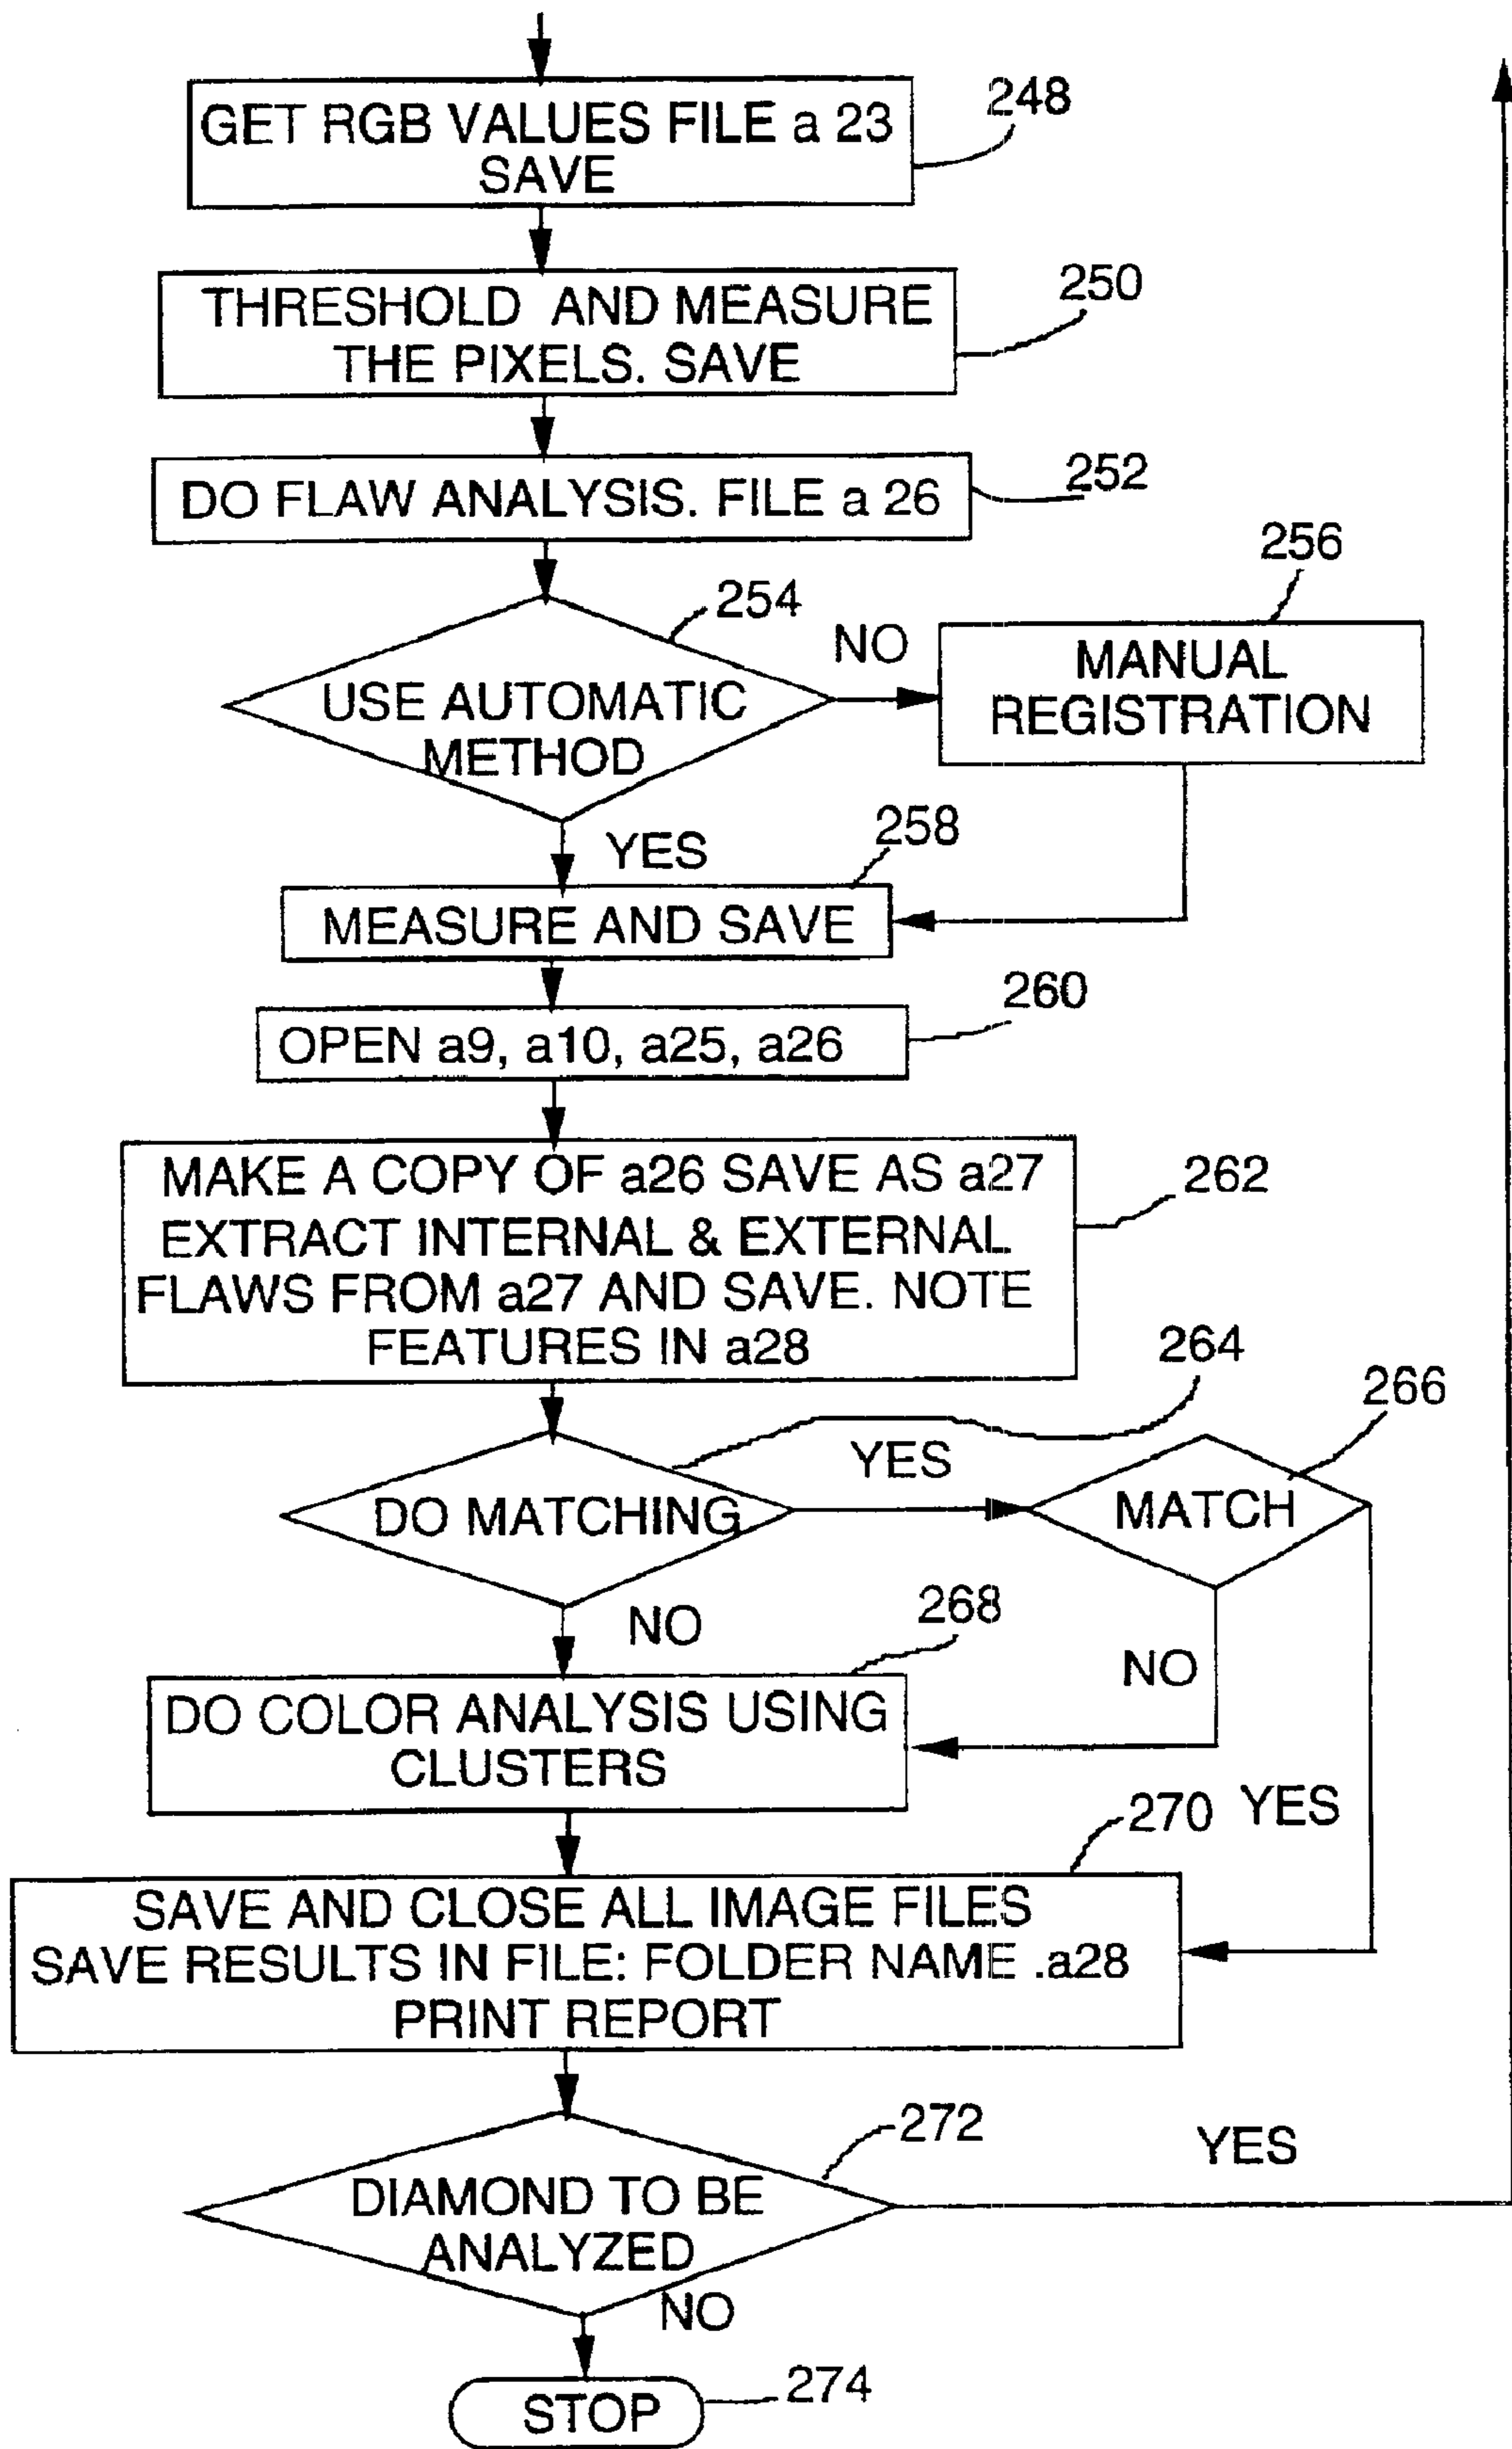 GET RGB VALUES FILE a 23
SAVE
248
THRESHOLD AND MEASURE
THE PIXELS. SAVE
250
DO FLAW ANALYSIS. FILE a 26
252
254
USE AUTOMATIC
METHOD
NO
256
MANUAL
REGISTRATION
YES
258
MEASURE AND SAVE
260
OPEN a9, a10, a25, a26
MAKE A COPY OF a26 SAVE AS a27
EXTRACT INTERNAL & EXTERNAL
FLAWS FROM a27 AND SAVE. NOTE
FEATURES IN a28
262
264
DO MATCHING
YES
266
MATCH
NO
268
NO
DO COLOR ANALYSIS USING
CLUSTERS
270
YES
SAVE AND CLOSE ALL IMAGE FILES
SAVE RESULTS IN FILE: FOLDER NAME .a28
PRINT REPORT
272
YES
DIAMOND TO BE
ANALYZED
NO
STOP
274